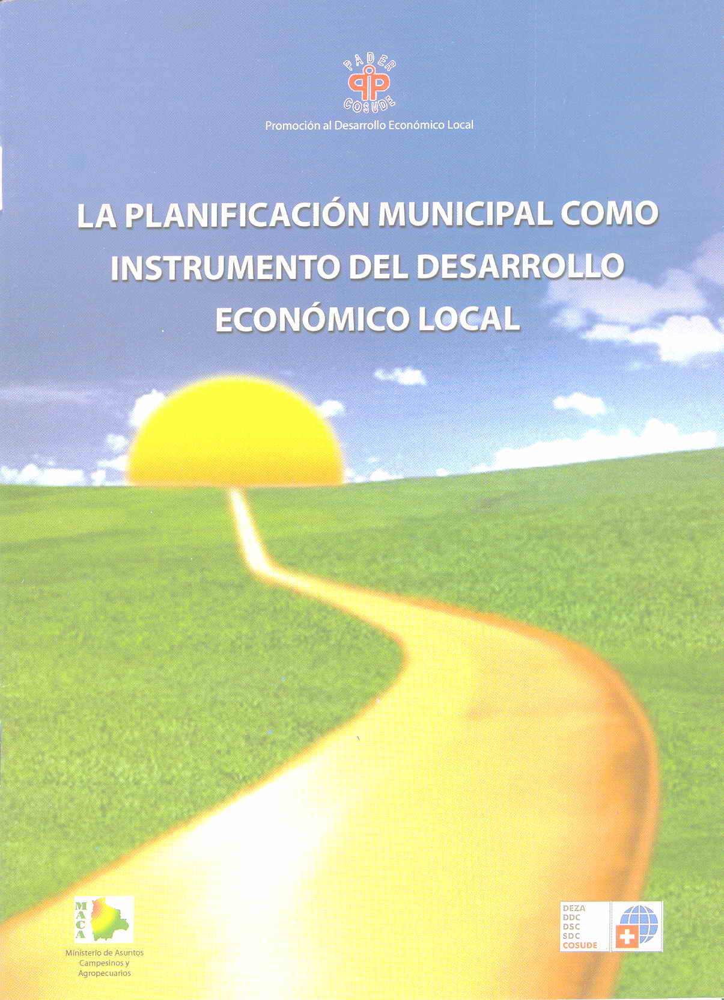 PADER
COSUDE
Promoción al Desarrollo Económico Local
LA PLANIFICACIÓN MUNICIPAL COMO
INSTRUMENTO DEL DESARROLLO
ECONÓMICO LOCAL
MACA
Ministerio de Asuntos
Campesinos y
Agropecuarios
DEZA
DDC
DSC
SDC
COSUDE